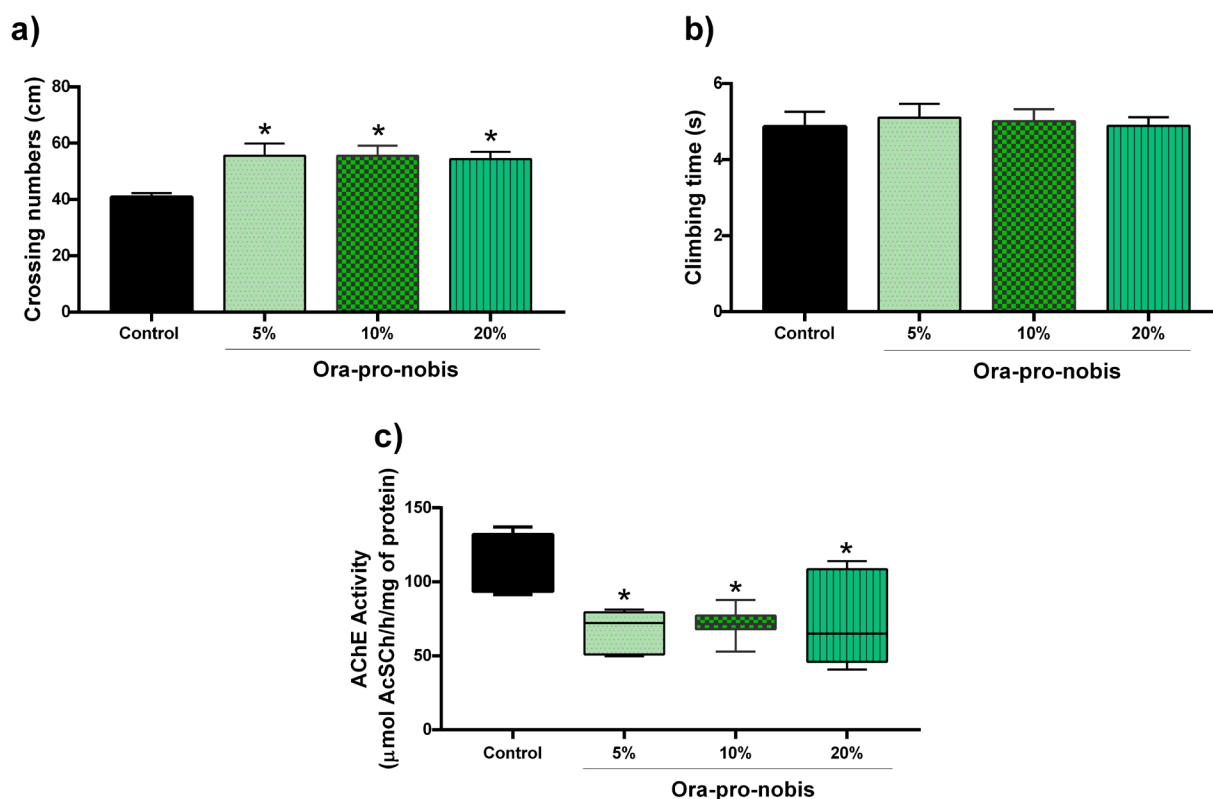 a)
Crossing numbers (cm)
80
60
40
20
0
* * *
Control 5% 10% 20%
Ora-pro-nobis
b)
Climbing time (s)
6
4
2
0
Control 5% 10% 20%
Ora-pro-nobis
c)
AChE Activity
(μmol AcSCh/h/mg of protein)
150
100
50
0
* * *
Control 5% 10% 20%
Ora-pro-nobis